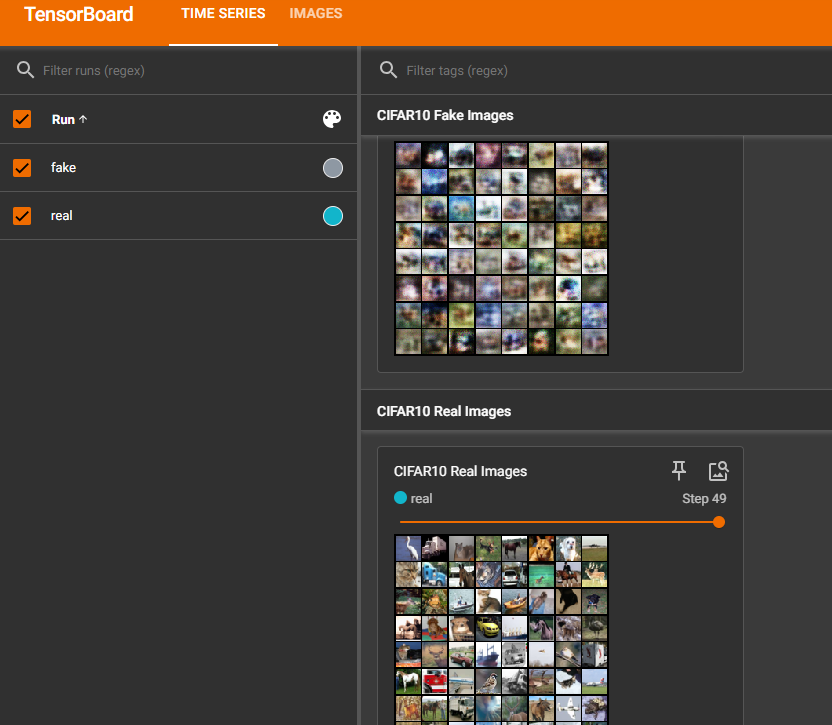 TensorBoard
TIME SERIES
IMAGES
Filter runs (regex)
Filter tags (regex)
Run
CIFAR10 Fake Images
fake
real
CIFAR10 Real Images
CIFAR10 Real Images
real
Step 49